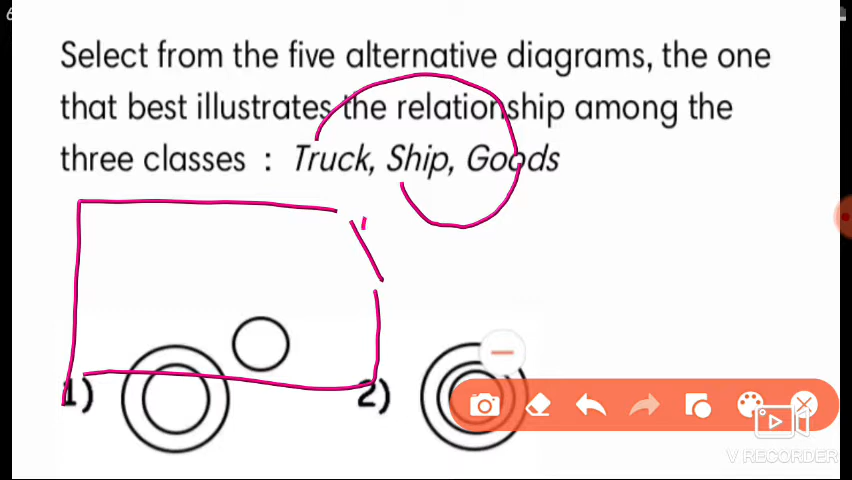 Select from the five alternative diagrams, the one
that best illustrates the relationship among the
three classes : Truck, Ship, Goods
1)
2)
V RECORDER